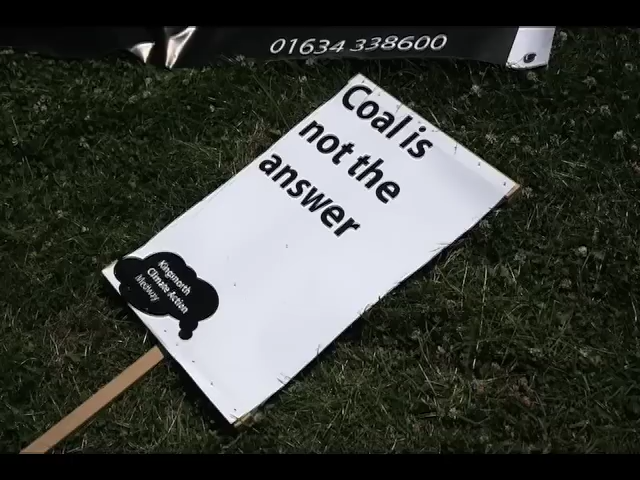 01634 338600
Coal is
not the
answer
Kingsnorth
Climate Action
Medway